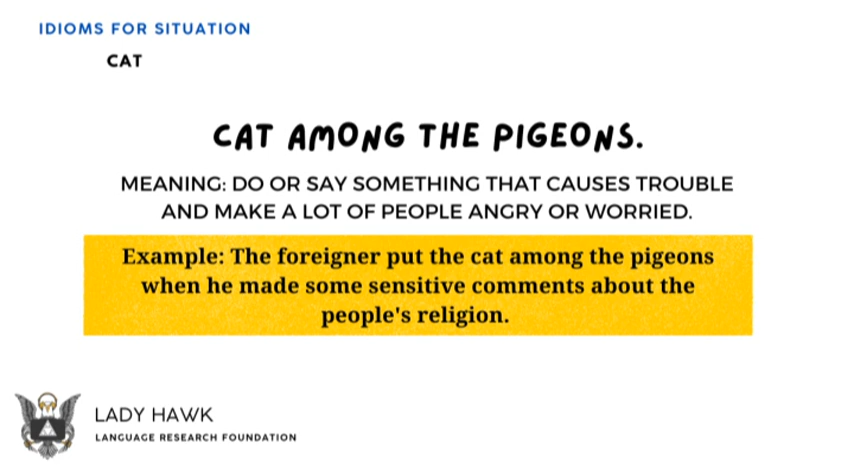 IDIOMS FOR SITUATION
CAT
CAT AMONG THE PIGEONS.
MEANING: DO OR SAY SOMETHING THAT CAUSES TROUBLE
AND MAKE A LOT OF PEOPLE ANGRY OR WORRIED.
Example: The foreigner put the cat among the pigeons
when he made some sensitive comments about the
people's religion.
LADY HAWK
LANGUAGE RESEARCH FOUNDATION